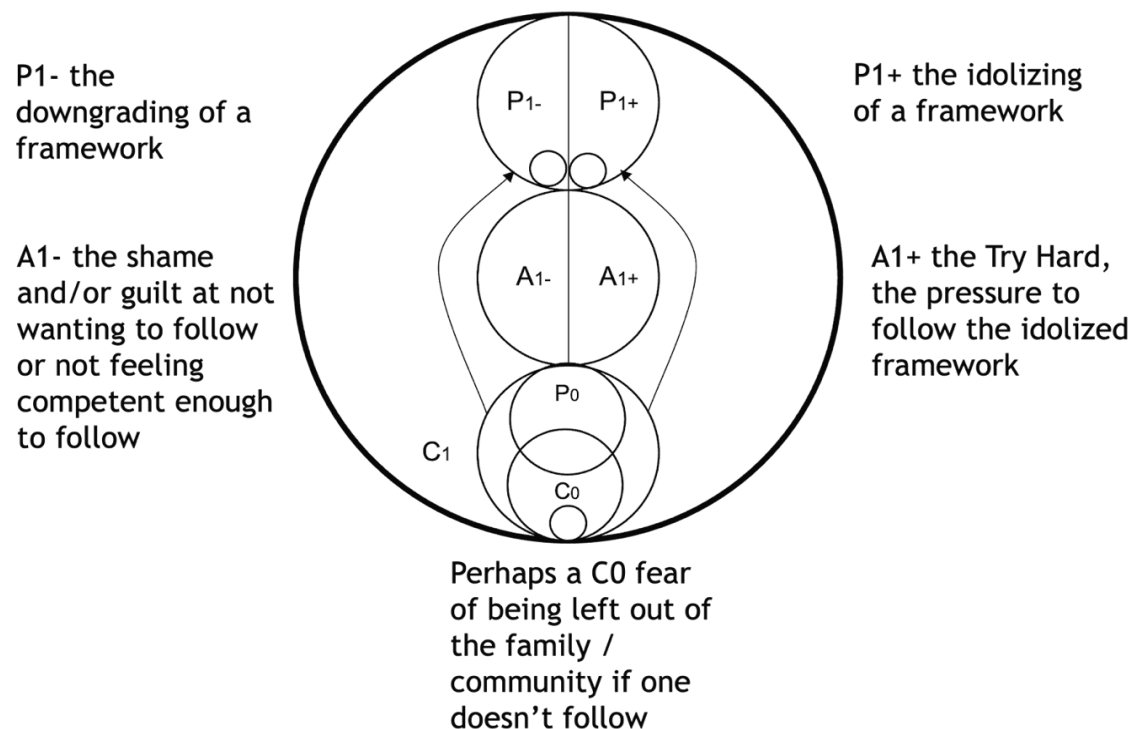 P1- the
downgrading of a
framework
P1-
P1+
P1+ the idolizing
of a framework
A1- the shame
and/or guilt at not
wanting to follow
or not feeling
competent enough
to follow
A1-
A1+
A1+ the Try Hard,
the pressure to
follow the idolized
framework
P0
C1
C0
Perhaps a C0 fear
of being left out of
the family /
community if one
doesn’t follow